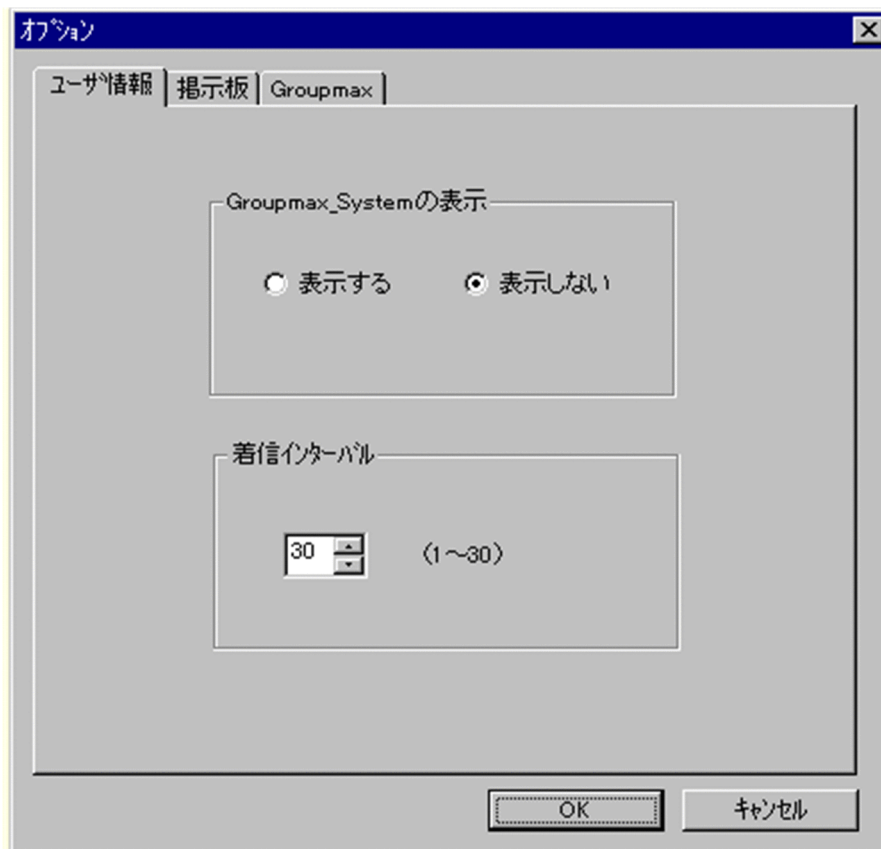 ｵﾌﾟｼｮﾝ
ﾕｰｻﾞ情報 掲示板 Groupmax
Groupmax_Systemの表示
表示する 表示しない
着信ｲﾝﾀｰﾊﾞﾙ
30 (1～30)
OK ｷｬﾝｾﾙ